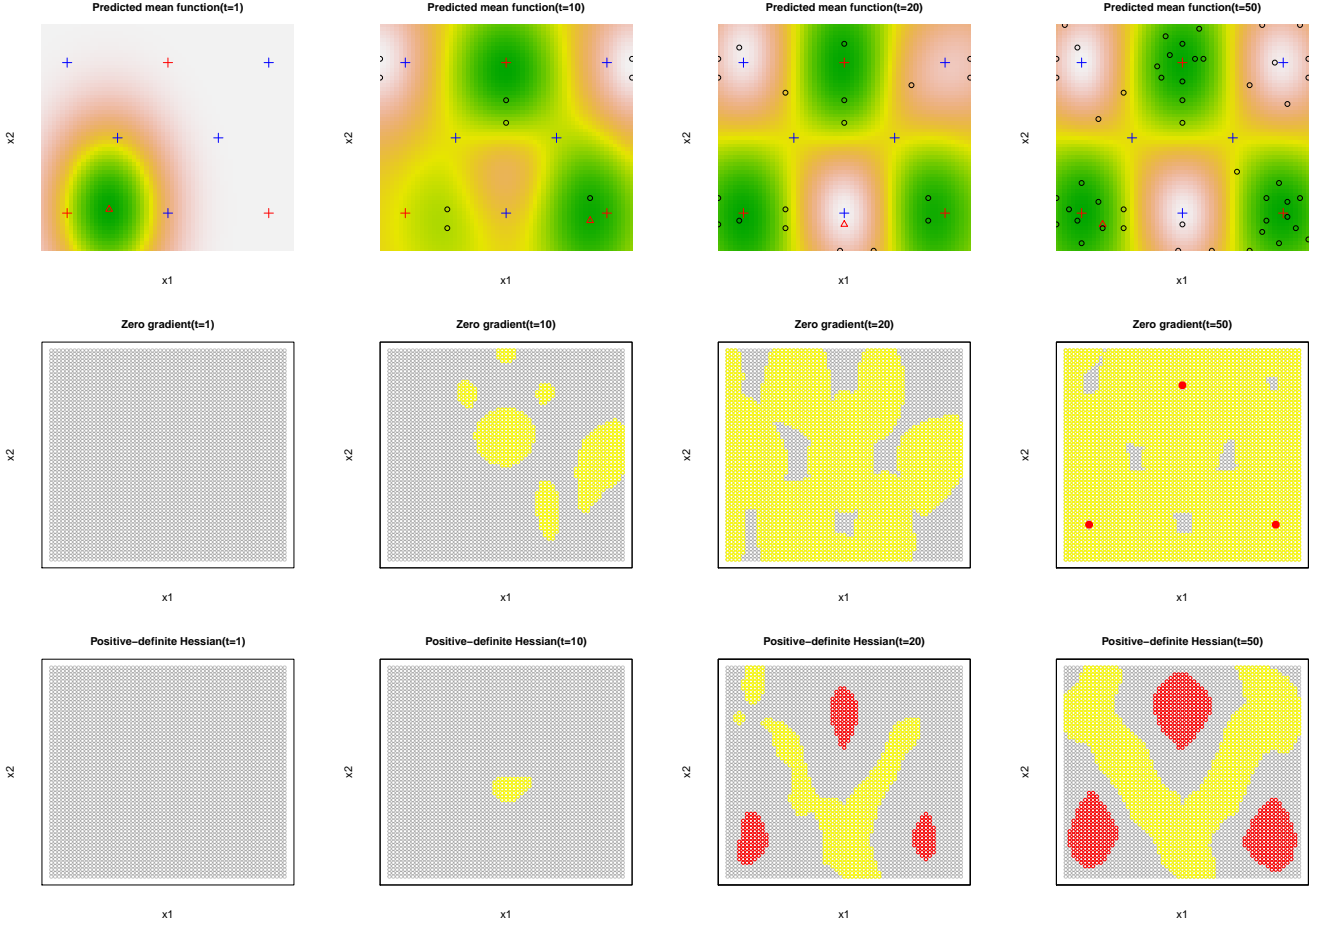 Predicted mean function(t=1)
Predicted mean function(t=10)
Predicted mean function(t=20)
Predicted mean function(t=50)
x2
x2
x2
x2
x1
x1
x1
x1
Zero gradient(t=1)
Zero gradient(t=10)
Zero gradient(t=20)
Zero gradient(t=50)
x2
x2
x2
x2
x1
x1
x1
x1
Positive−definite Hessian(t=1)
Positive−definite Hessian(t=10)
Positive−definite Hessian(t=20)
Positive−definite Hessian(t=50)
x2
x2
x2
x2
x1
x1
x1
x1